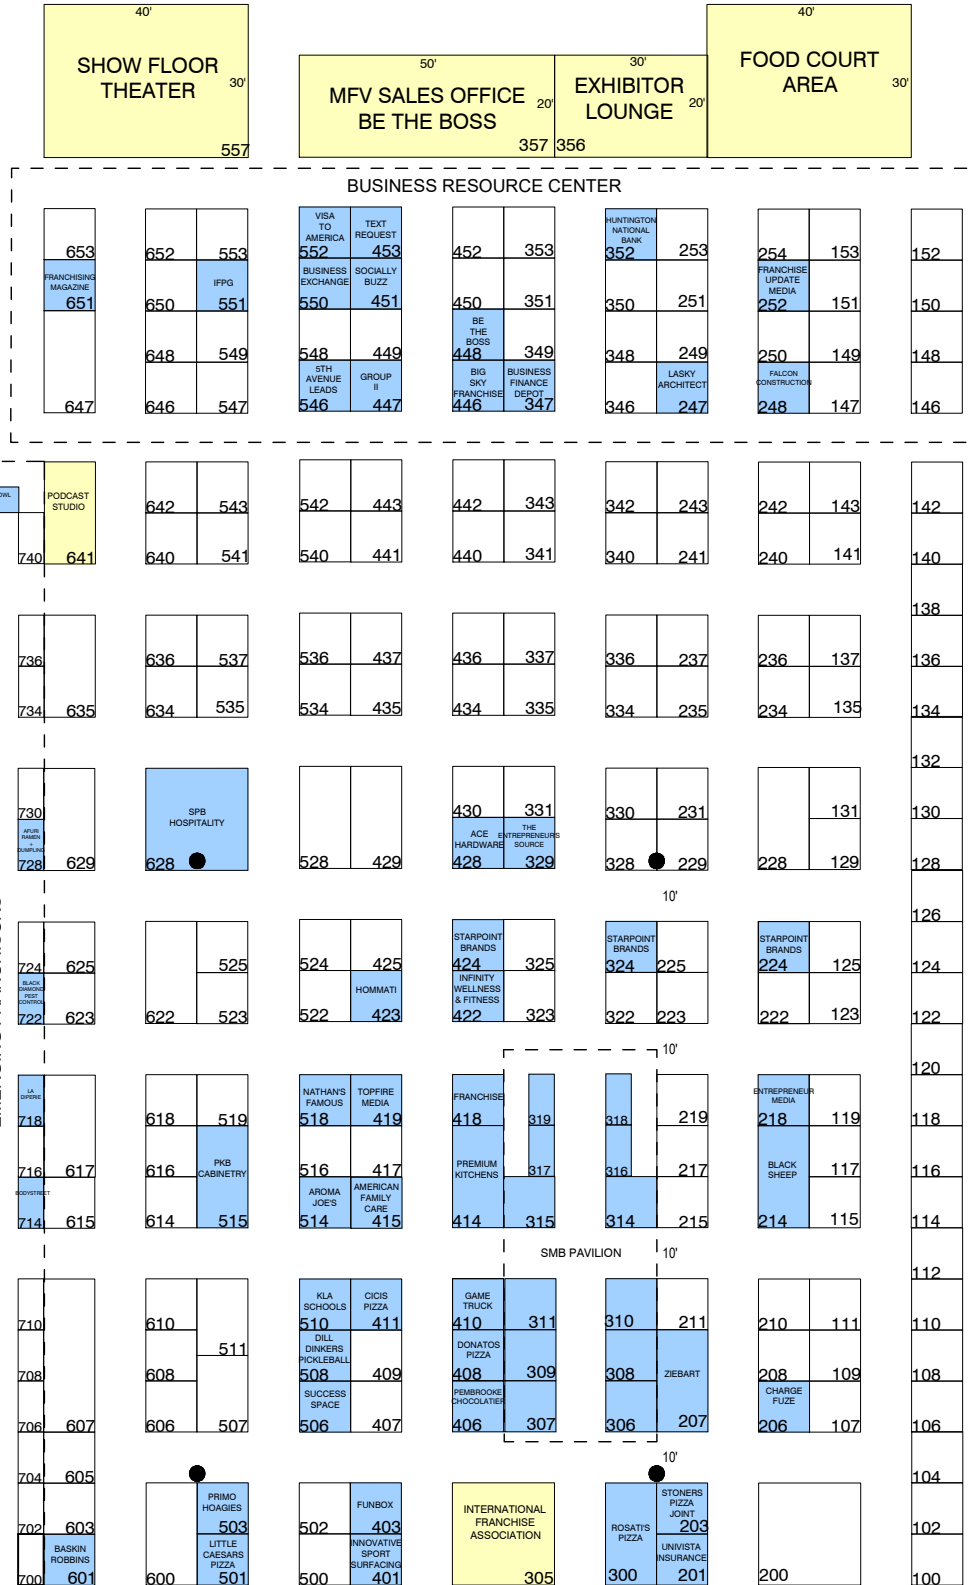 40'
40'
SHOW FLOOR
THEATER
30'
557
50'
MFV SALES OFFICE
BE THE BOSS
20'
357
30'
EXHIBITOR
LOUNGE
20'
356
FOOD COURT
AREA
30'
BUSINESS RESOURCE CENTER
653
652
553
VISA
TO
AMERICA
552
TEXT
REQUEST
453
452
353
HUNTINGTON
NATIONAL
BANK
352
253
254
153
152
FRANCHISING
MAGAZINE
651
650
IFPG
551
BUSINESS
EXCHANGE
550
SOCIALLY
BUZZ
451
450
351
350
251
FRANCHISE
UPDATE
MEDIA
252
151
150
648
549
548
449
BE
THE
BOSS
448
349
348
249
250
149
148
647
646
547
5TH
AVENUE
LEADS
546
GROUP
II
447
BIG
SKY
FRANCHISE
446
BUSINESS
FINANCE
DEPOT
347
346
LASKY
ARCHITECT
247
FALCON
CONSTRUCTION
248
147
146
PODCAST
STUDIO
641
642
543
542
443
442
343
342
243
242
143
142
740
640
541
540
441
440
341
340
241
240
141
140
138
736
636
537
536
437
436
337
336
237
236
137
136
734
635
634
535
534
435
434
335
334
235
234
135
134
132
730
SPB
HOSPITALITY
628
430
331
330
231
131
130
AFURI
RAMEN
+
DUMPLING
728
629
528
429
ACE
HARDWARE
428
THE
ENTREPRENEUR'S
SOURCE
329
328
229
228
129
128
10'
126
724
625
525
524
425
STARPOINT
BRANDS
424
325
STARPOINT
BRANDS
324
225
STARPOINT
BRANDS
224
125
124
BLACK
DIAMOND
PEST
CONTROL
722
623
622
523
522
HOMMATI
423
INFINITY
WELLNESS
& FITNESS
422
323
322
223
222
123
122
10'
120
LA
DIPERIE
718
618
519
NATHAN'S
FAMOUS
518
TOPFIRE
MEDIA
419
FRANCHISE
418
319
318
219
ENTREPRENEUR
MEDIA
218
119
118
716
617
616
PKB
CABINETRY
515
516
417
PREMIUM
KITCHENS
414
317
316
217
BLACK
SHEEP
214
117
116
BODYSTREET
714
615
614
AROMA
JOE'S
514
AMERICAN
FAMILY
CARE
415
315
314
215
115
114
SMB PAVILION
10'
112
710
610
511
KLA
SCHOOLS
510
CICIS
PIZZA
411
GAME
TRUCK
410
311
310
211
210
111
110
708
608
DILL
DINKERS
PICKLEBALL
508
409
DONATOS
PIZZA
408
309
308
ZIEBART
207
208
109
108
706
607
606
507
SUCCESS
SPACE
506
407
PEMBROOKE
CHOCOLATIER
406
307
306
CHARGE
FUZE
206
107
106
704
605
10'
104
702
603
PRIMO
HOAGIES
503
502
FUNBOX
403
INTERNATIONAL
FRANCHISE
ASSOCIATION
305
ROSATI'S
PIZZA
300
STONERS
PIZZA
JOINT
203
102
700
BASKIN
ROBBINS
601
600
LITTLE
CAESARS
PIZZA
501
500
INNOVATIVE
SPORT
SURFACING
401
UNIVISTA
INSURANCE
201
200
100